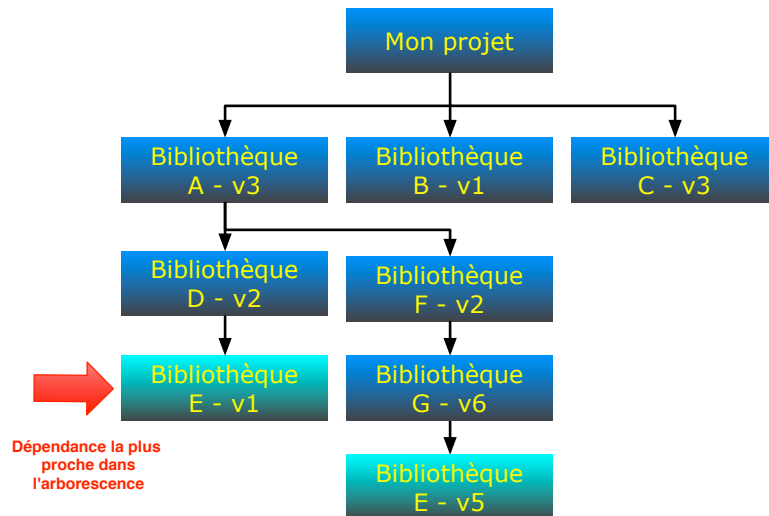 Mon projet
Bibliothèque
A - v3
Bibliothèque
B - v1
Bibliothèque
C - v3
Bibliothèque
D - v2
Bibliothèque
F - v2
Bibliothèque
E - v1
Bibliothèque
G - v6
Dépendance la plus
proche dans
l'arborescence
Bibliothèque
E - v5